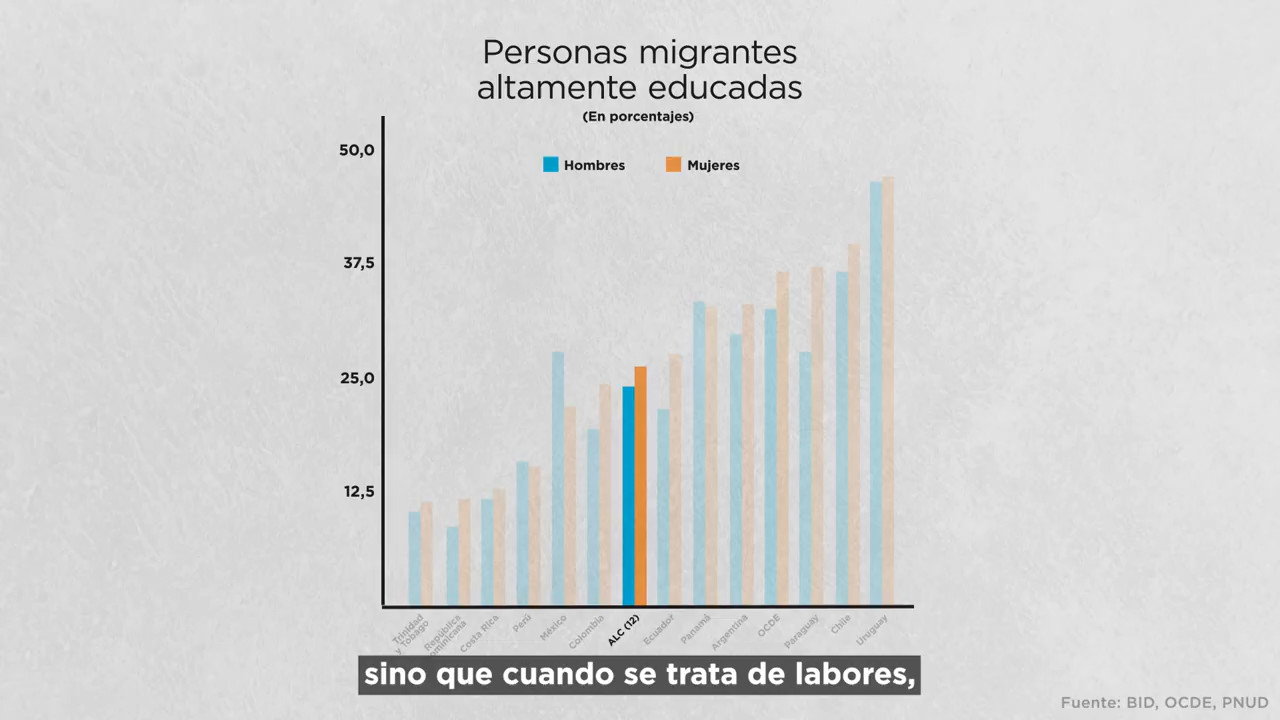 Personas migrantes
altamente educadas
(En porcentajes)
Hombres
Mujeres
50,0
37,5
25,0
12,5
Trinidad
y Tobago
República
ominicana
Costa Rica
Perú
México
Colombia
ALC (12)
Ecuador
Panamá
Argentina
OCDE
Paraguay
Chile
Uruguay
sino que cuando se trata de labores,
Fuente: BID, OCDE, PNUD